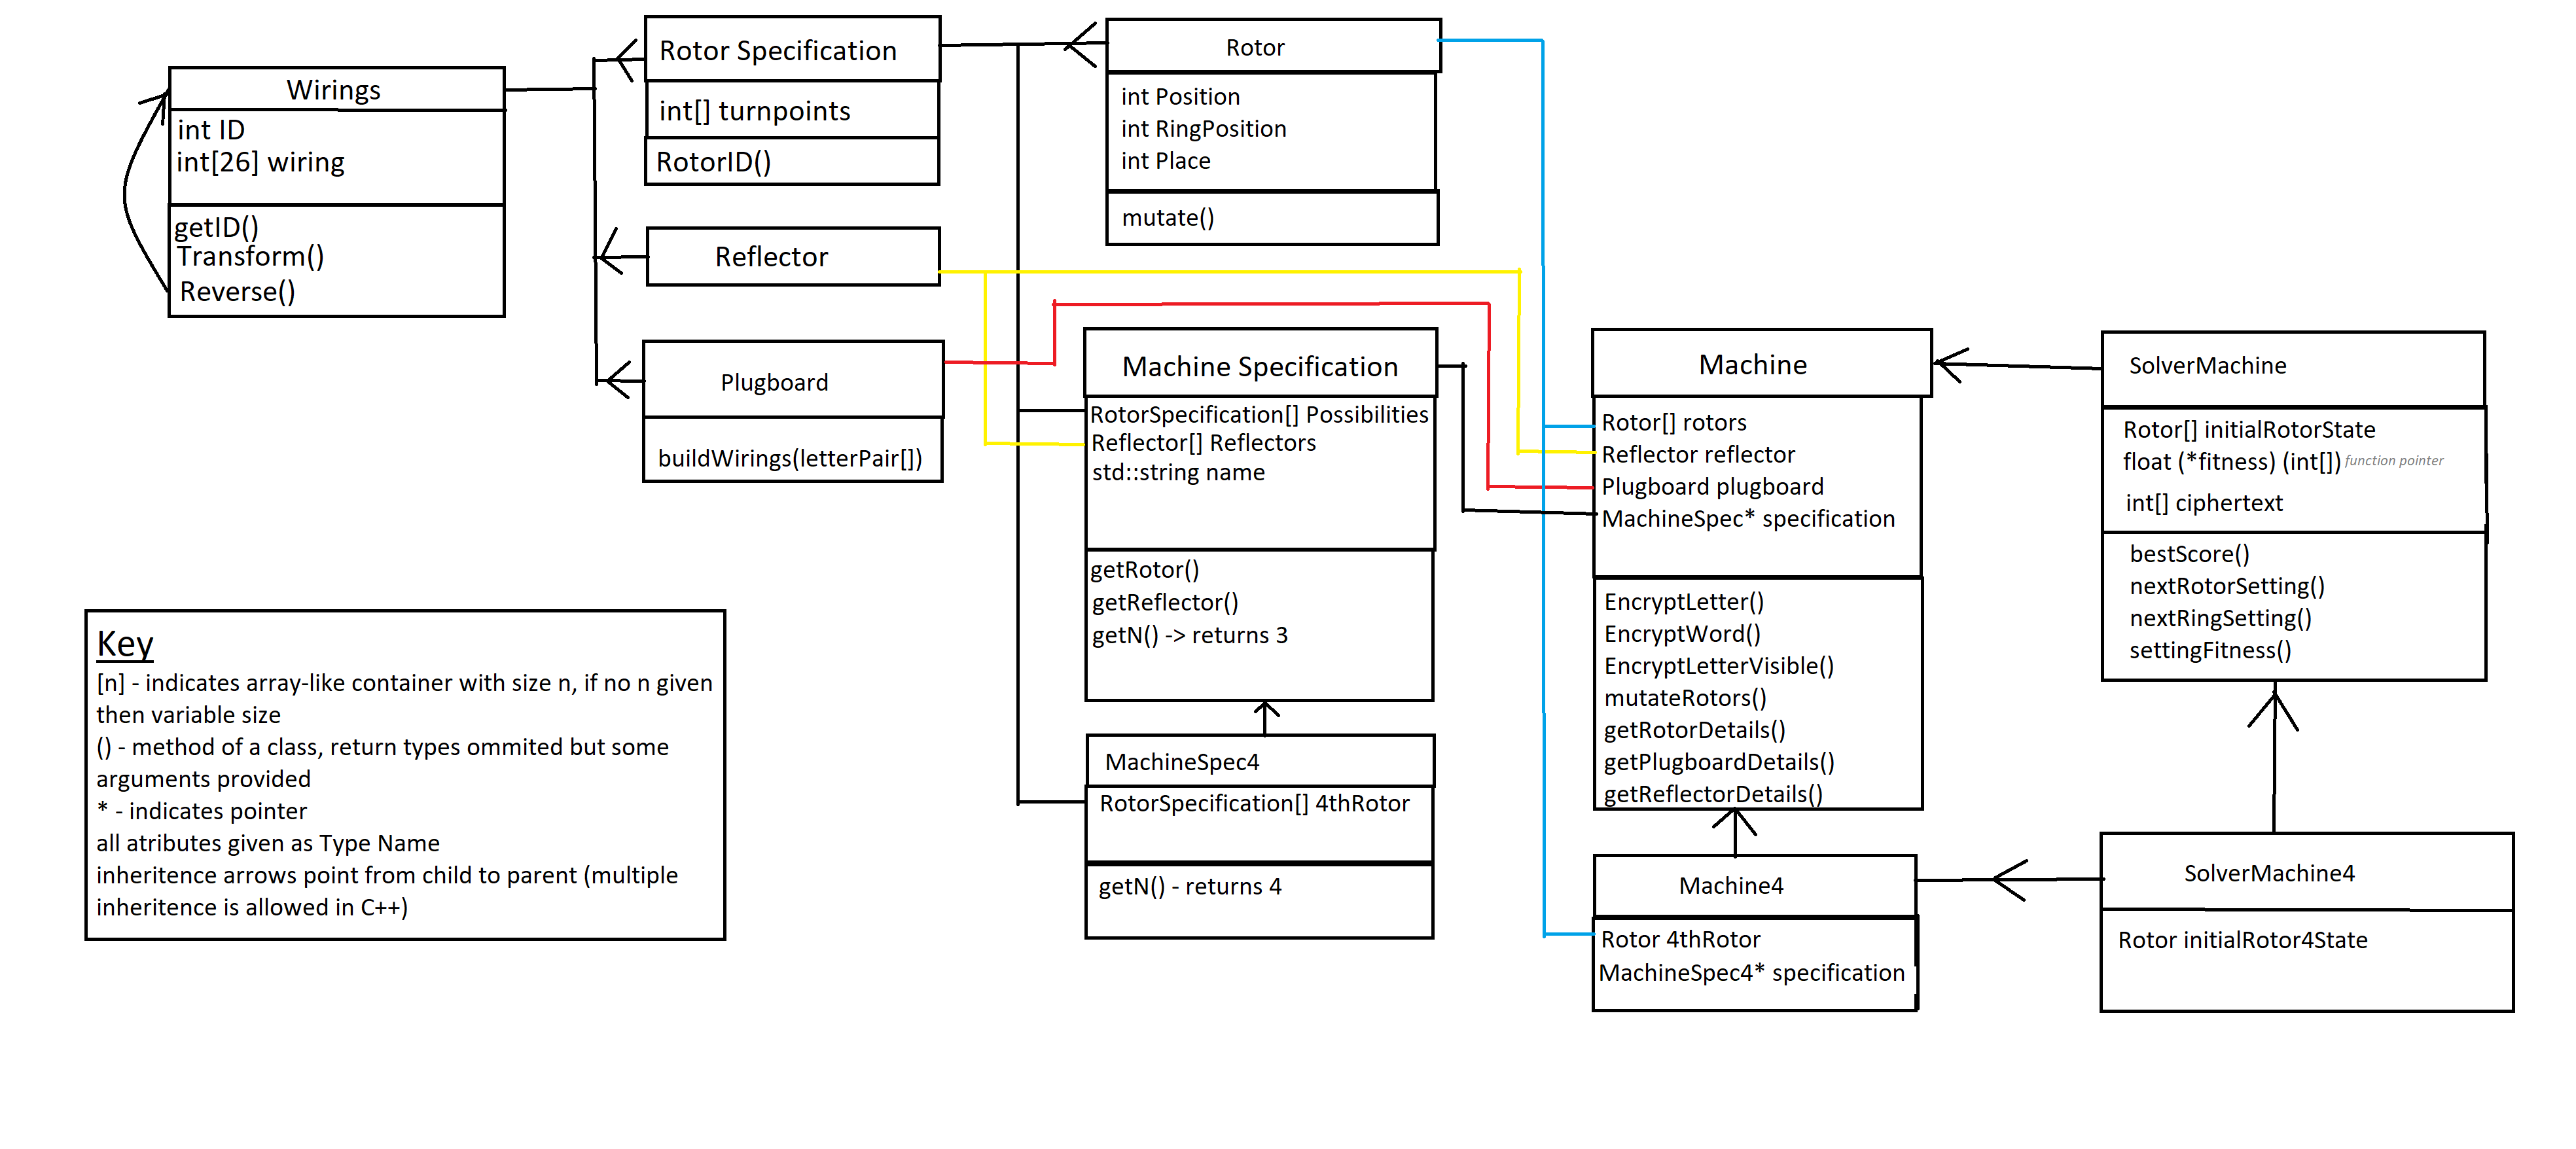 Wirings
int ID
int[26] wiring
getID()
Transform()
Reverse()
Rotor Specification
int[] turnpoints
RotorID()
Reflector
Plugboard
buildWirings(letterPair[])
Rotor
int Position
int RingPosition
int Place
mutate()
Machine Specification
RotorSpecification[] Possibilities
Reflector[] Reflectors
std::string name
getRotor()
getReflector()
getN() -> returns 3
MachineSpec4
RotorSpecification[] 4thRotor
getN() - returns 4
Machine
Rotor[] rotors
Reflector reflector
Plugboard plugboard
MachineSpec* specification
EncryptLetter()
EncryptWord()
EncryptLetterVisible()
mutateRotors()
getRotorDetails()
getPlugboardDetails()
getReflectorDetails()
Machine4
Rotor 4thRotor
MachineSpec4* specification
SolverMachine
Rotor[] initialRotorState
float (*fitness) (int[]) function pointer
int[] ciphertext
bestScore()
nextRotorSetting()
nextRingSetting()
settingFitness()
SolverMachine4
Rotor initialRotor4State
Key
[n] - indicates array-like container with size n, if no n given
then variable size
() - method of a class, return types ommited but some
arguments provided
* - indicates pointer
all atributes given as Type Name
inheritence arrows point from child to parent (multiple
inheritence is allowed in C++)